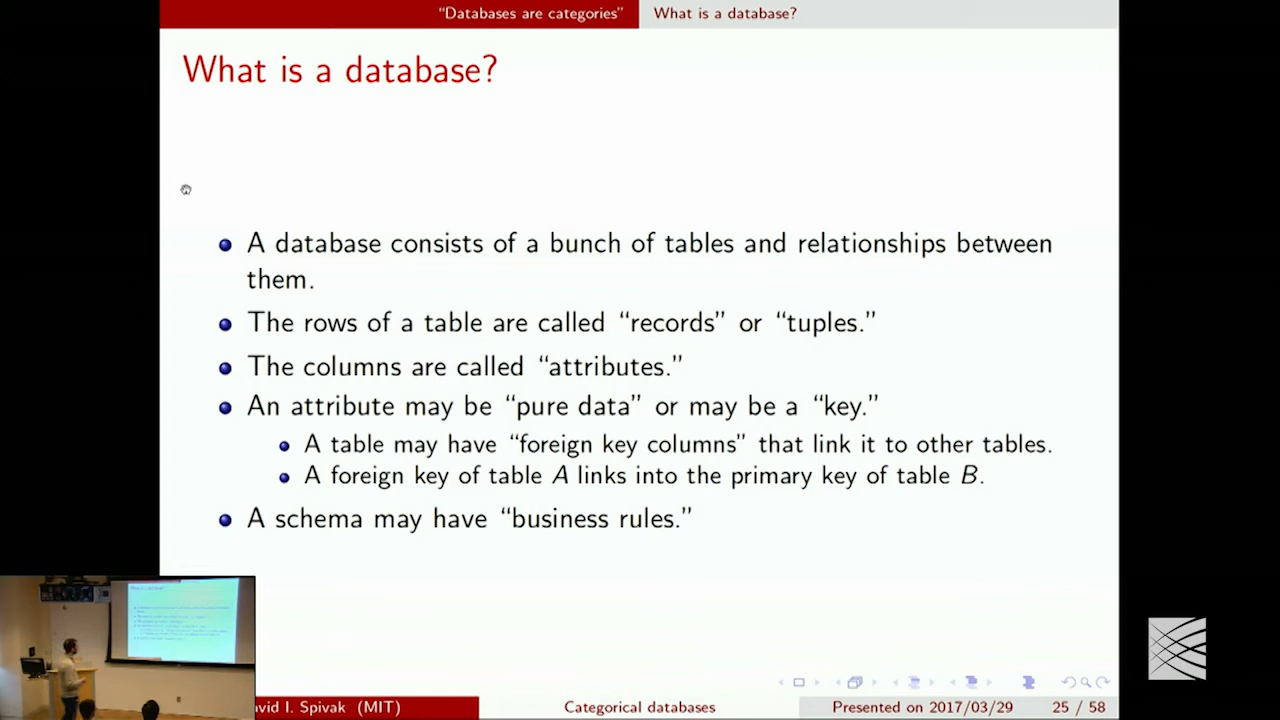 “Databases are categories” What is a database?
What is a database?
A database consists of a bunch of tables and relationships between
them.
The rows of a table are called “records” or “tuples.”
The columns are called “attributes.”
An attribute may be “pure data” or may be a “key.”
A table may have “foreign key columns” that link it to other tables.
A foreign key of table A links into the primary key of table B.
A schema may have “business rules.”
avid I. Spivak (MIT) Categorical databases Presented on 2017/03/29 25 / 58